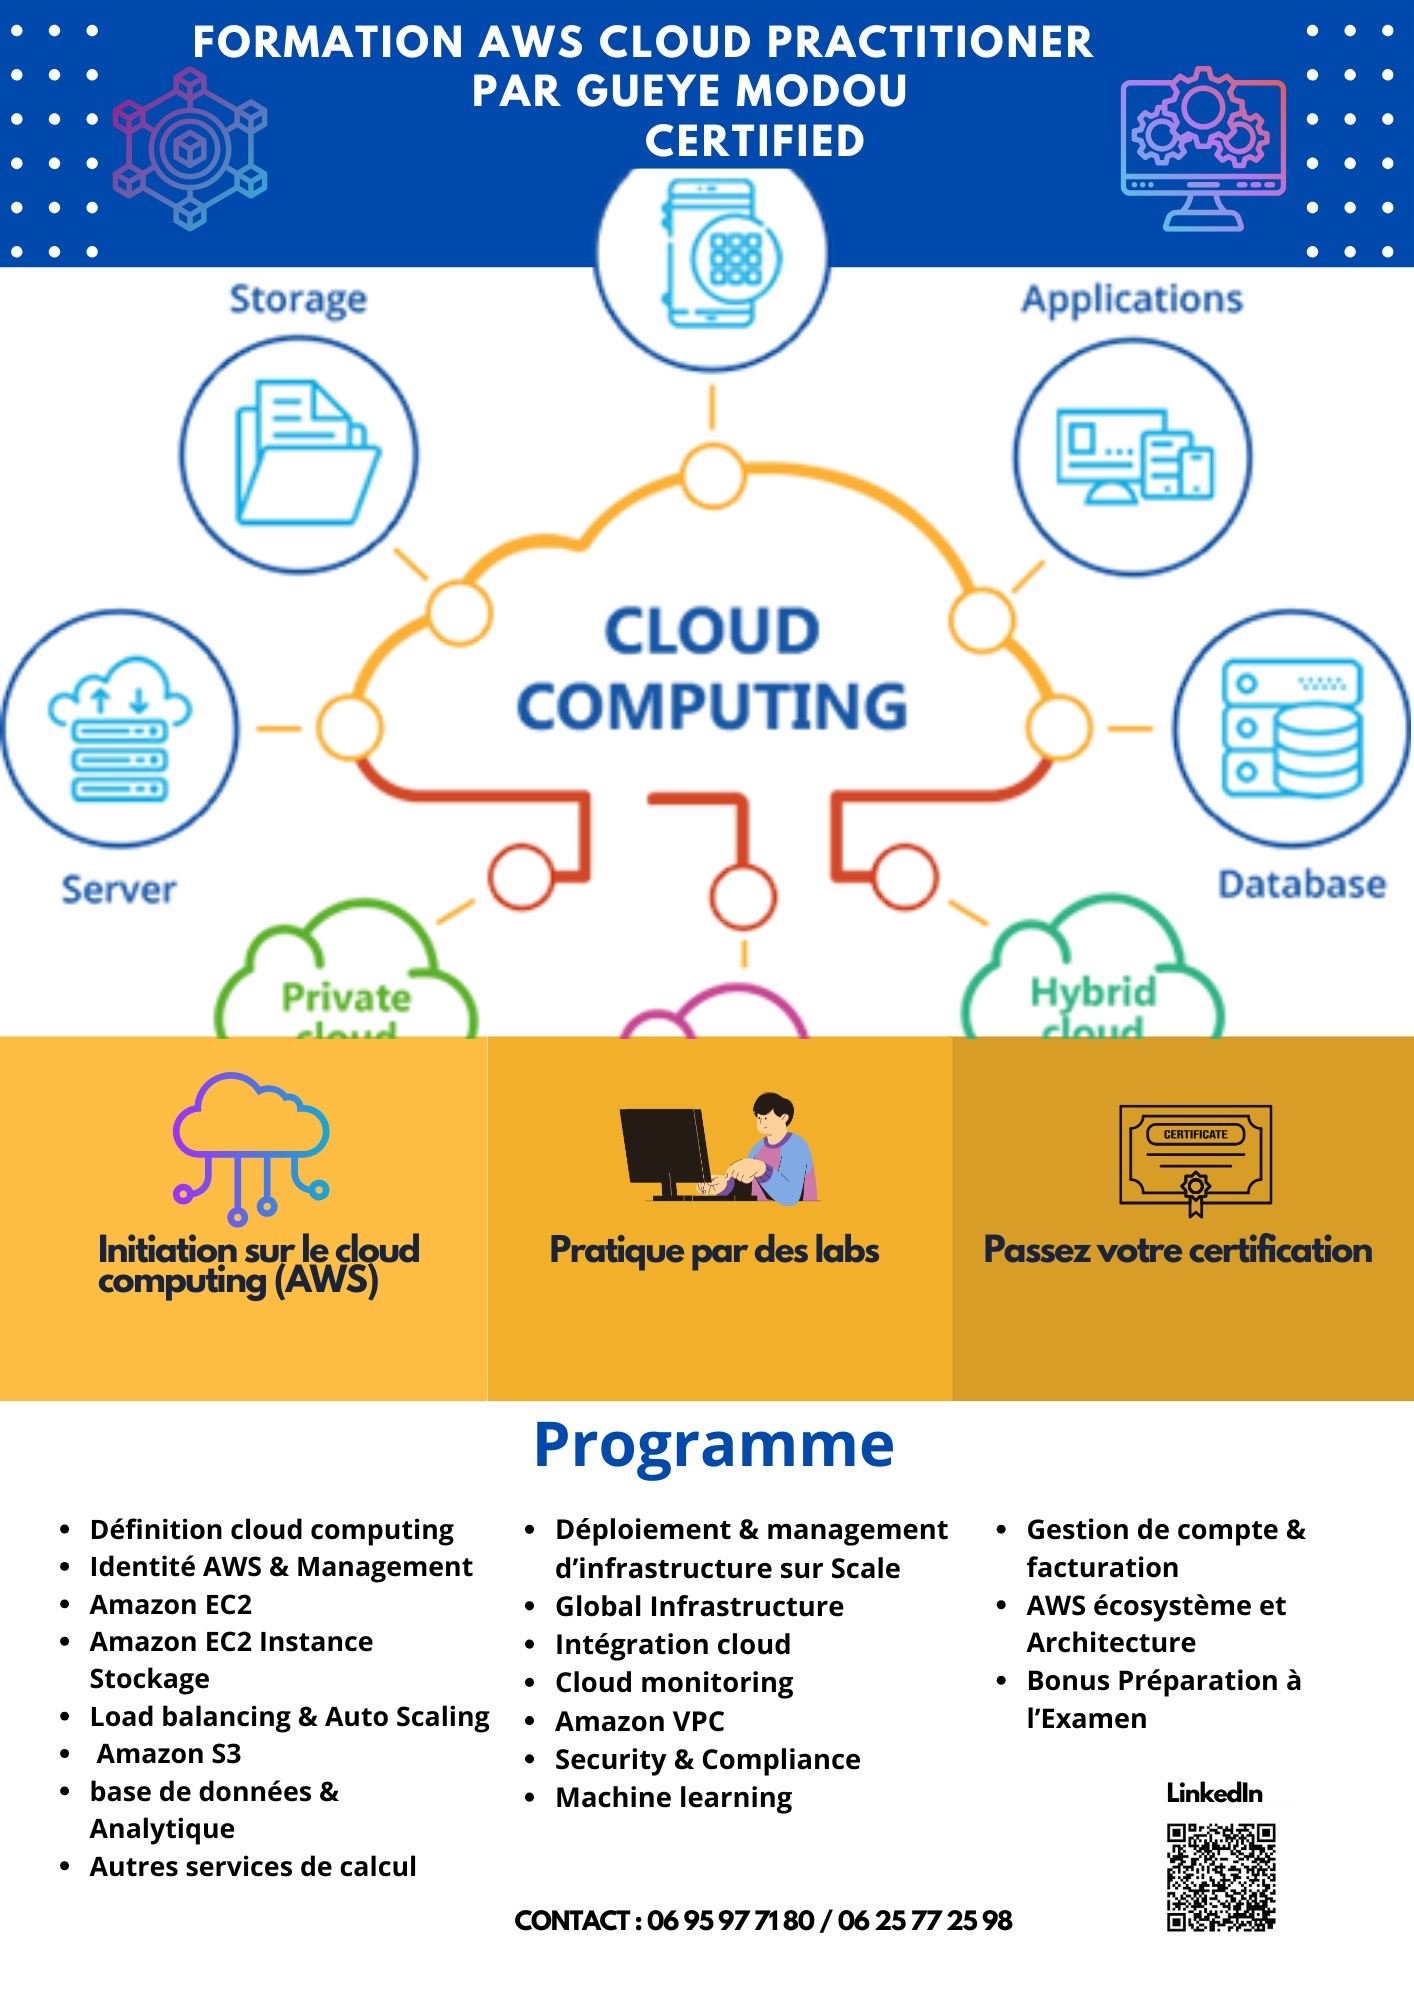 FORMATION AWS CLOUD PRACTITIONER
PAR GUEYE MODOU
CERTIFIED
Storage
Applications
CLOUD
COMPUTING
Server
Database
Private
cloud
Hybrid
cloud
CERTIFICATE
Initiation sur le cloud
computing (AWS)
Pratique par des labs
Passez votre certification
Programme
• Définition cloud computing
• Identité AWS & Management
• Amazon EC2
• Amazon EC2 Instance
Stockage
• Load balancing & Auto Scaling
• Amazon S3
• base de données &
Analytique
• Autres services de calcul
• Déploiement & management
d’infrastructure sur Scale
• Global Infrastructure
• Intégration cloud
• Cloud monitoring
• Amazon VPC
• Security & Compliance
• Machine learning
• Gestion de compte &
facturation
• AWS écosystème et
Architecture
• Bonus Préparation à
l’Examen
LinkedIn
CONTACT : 06 95 97 71 80 / 06 25 77 25 98